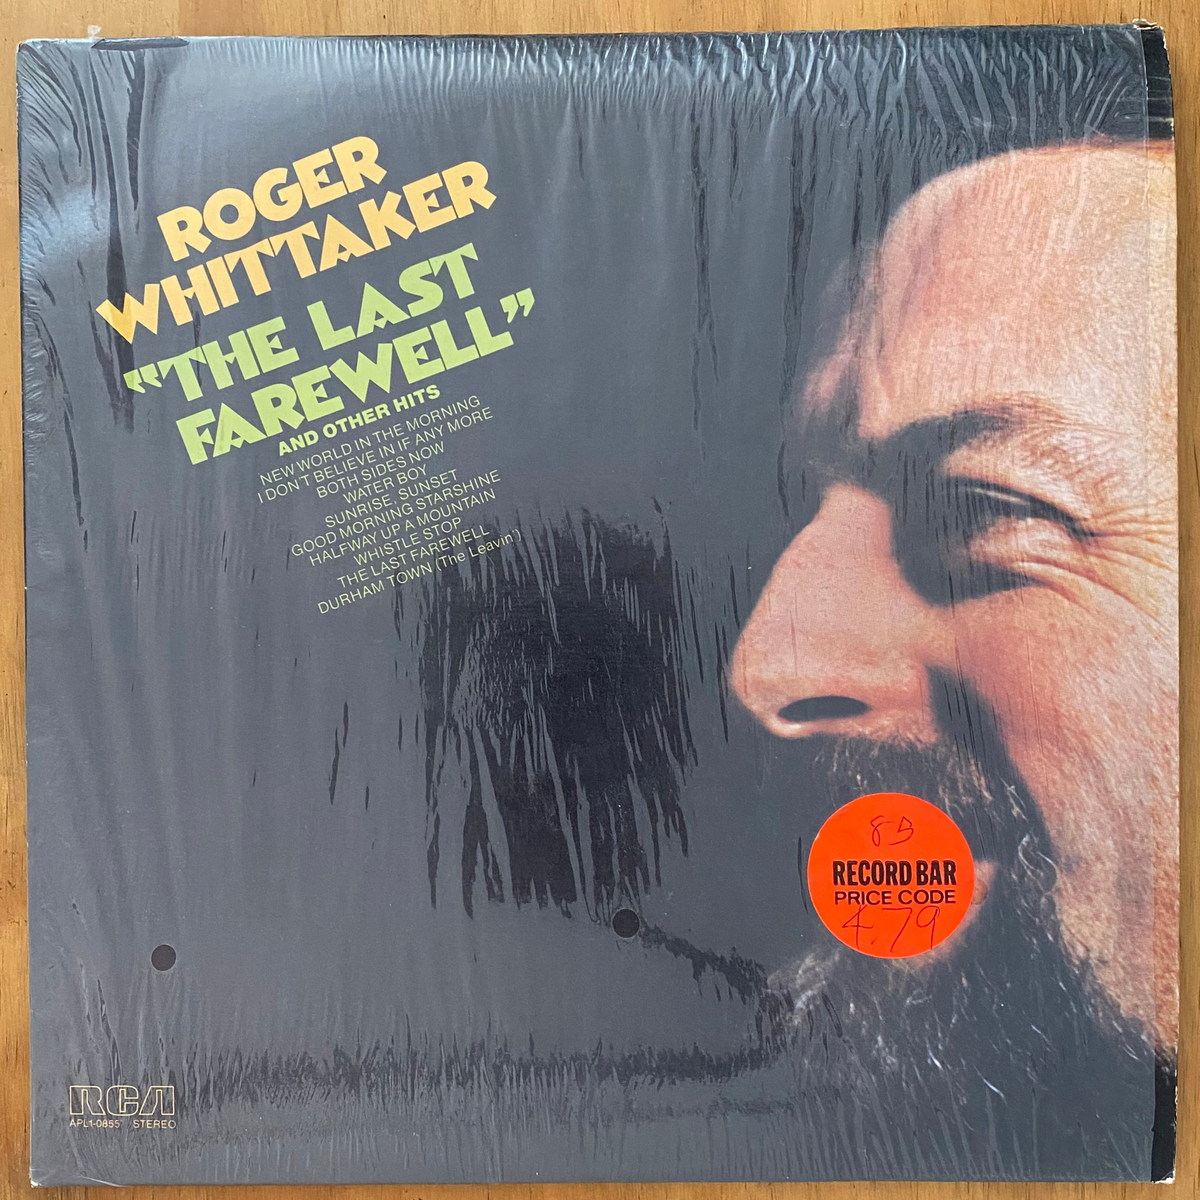 ROGER
WHITTAKER
“THE LAST
FAREWELL”
AND OTHER HITS
NEW WORLD IN THE MORNING
I DON'T BELIEVE IN IF ANY MORE
BOTH SIDES NOW
WATER BOY
SUNRISE, SUNSET
GOOD MORNING STARSHINE
HALFWAY UP A MOUNTAIN
WHISTLE STOP
THE LAST FAREWELL
DURHAM TOWN (The Leavin')
RECORD BAR
PRICE CODE
4.79
RCA
APL1-0855 STEREO